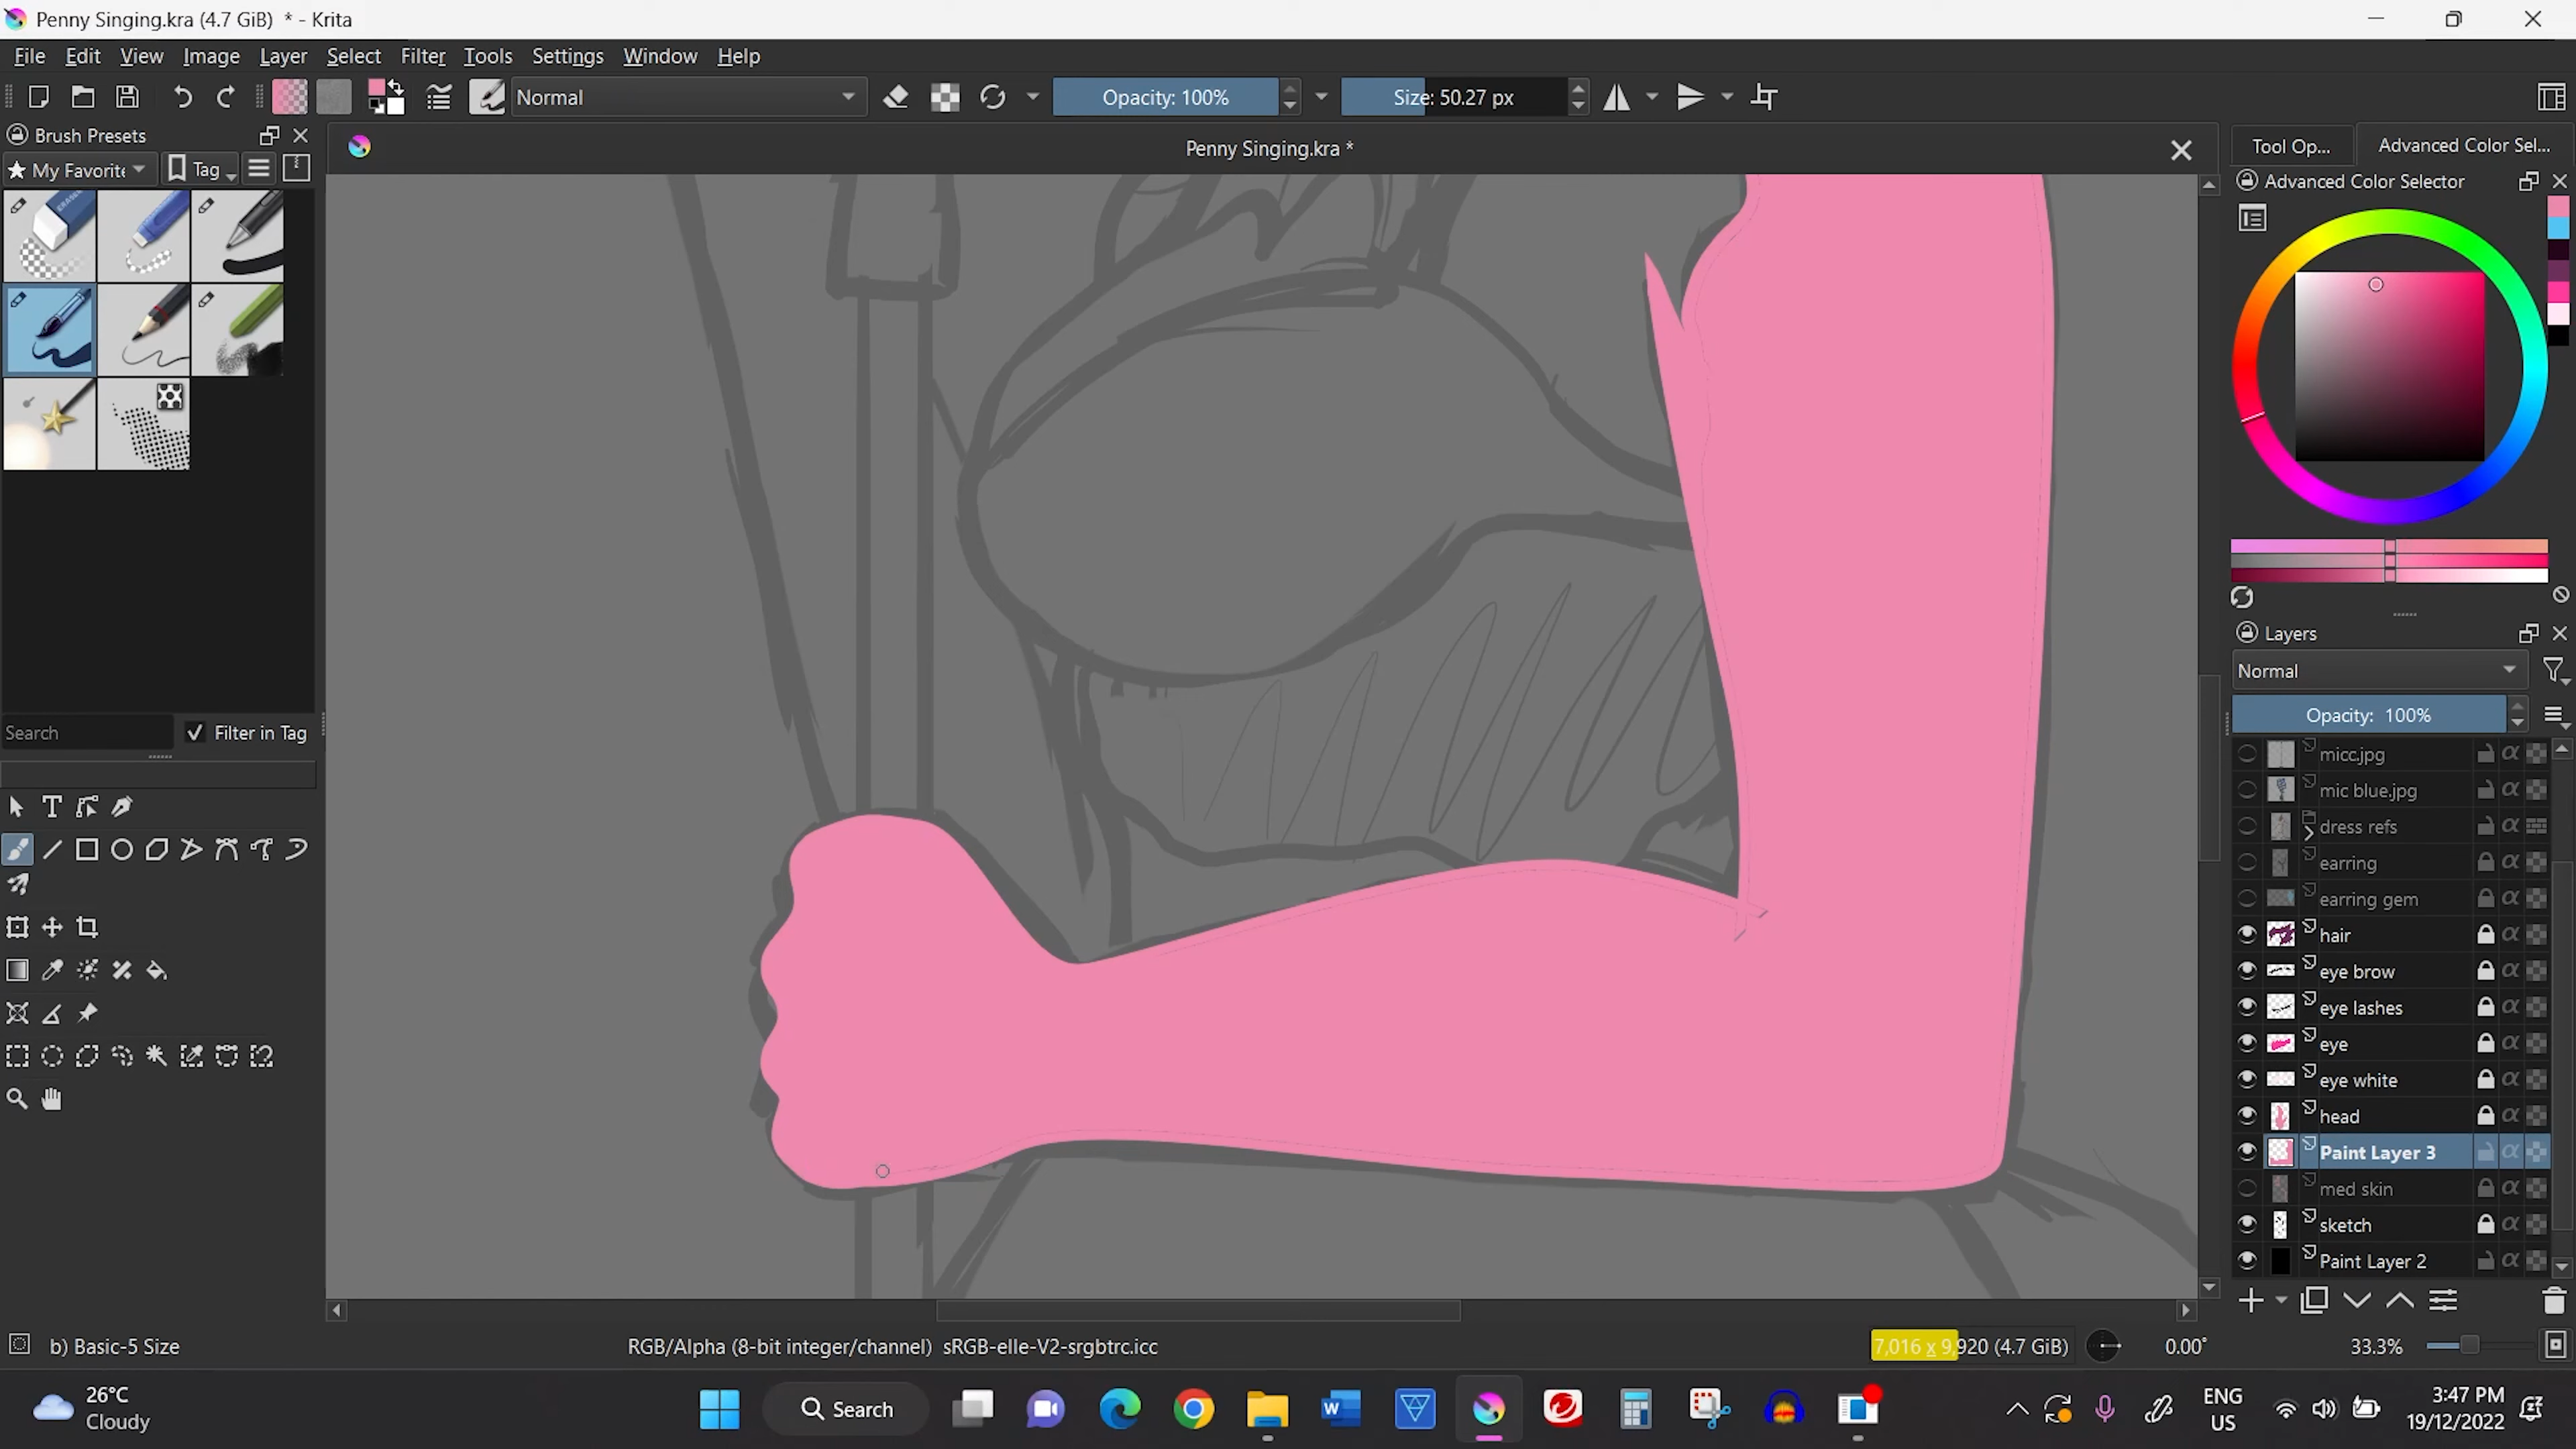 Penny Singing.kra (4.7 GiB) * - Krita
File Edit View Image Layer Select Filter Tools Settings Window Help
Normal
Opacity: 100%
Size: 50.27 px
Brush Presets
Penny Singing.kra *
Tool Op...
Advanced Color Sel...
My Favorit
Tag
Advanced Color Selector
ERASER
Layers
Normal
Opacity: 100%
Search
Filter in Tag
micc.jpg
mic blue.jpg
dress refs
earring
earring gem
hair
eye brow
eye lashes
eye
eye white
head
Paint Layer 3
med skin
sketch
Paint Layer 2
b) Basic-5 Size
RGB/Alpha (8-bit integer/channel) sRGB-elle-V2-srgbtrc.icc
7,016 x 9,920 (4.7 GiB)
0.00°
33.3%
26°C
Cloudy
Search
ENG
US
3:47 PM
19/12/2022